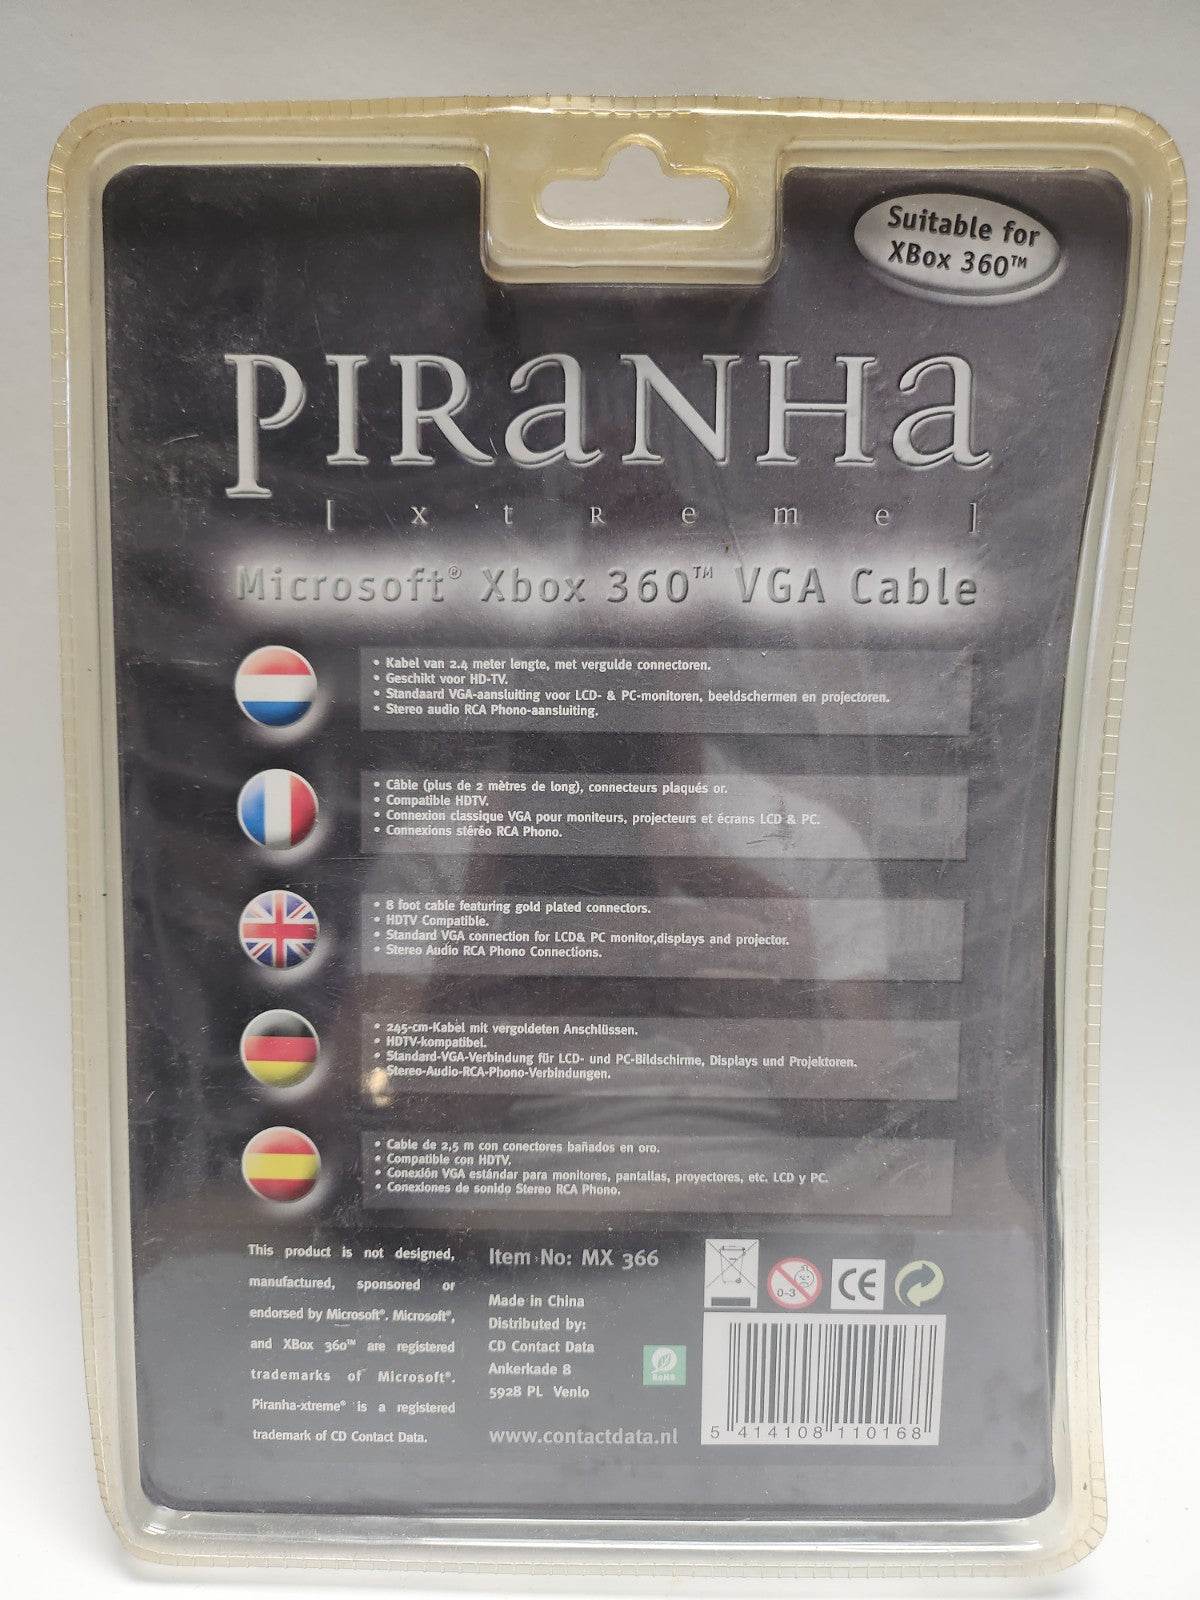 Suitable for
XBox 360™
PIRANHA
[ x t R e m e ]
Microsoft® Xbox 360™ VGA Cable
• Kabel van 2.4 meter lengte, met vergulde connectoren.
• Geschikt voor HD-TV.
• Standaard VGA-aansluiting voor LCD- & PC-monitoren, beeldschermen en projectoren.
• Stereo audio RCA Phono-aansluiting.
• Câble (plus de 2 mètres de long), connecteurs plaqués or.
• Compatible HDTV.
• Connexion classique VGA pour moniteurs, projecteurs et écrans LCD & PC.
• Connexions stéréo RCA Phono.
• 8 foot cable featuring gold plated connectors.
• HDTV Compatible.
• Standard VGA connection for LCD& PC monitor,displays and projector.
• Stereo Audio RCA Phono Connections.
• 245-cm-Kabel mit vergoldeten Anschlüssen.
• HDTV-kompatibel.
• Standard-VGA-Verbindung für LCD- und PC-Bildschirme, Displays und Projektoren.
• Stereo-Audio-RCA-Phono-Verbindungen.
• Cable de 2,5 m con conectores bañados en oro.
• Compatible con HDTV.
• Conexión VGA estándar para monitores, pantallas, proyectores, etc. LCD y PC.
• Conexiones de sonido Stereo RCA Phono.
This product is not designed,
manufactured, sponsored or
endorsed by Microsoft®. Microsoft®,
and XBox 360™ are registered
trademarks of Microsoft®.
Piranha-xtreme® is a registered
trademark of CD Contact Data.
Item No: MX 366
Made in China
Distributed by:
CD Contact Data
Ankerkade 8
5928 PL Venlo
www.contactdata.nl
RoHS
0-3
CE
5 414108 110168